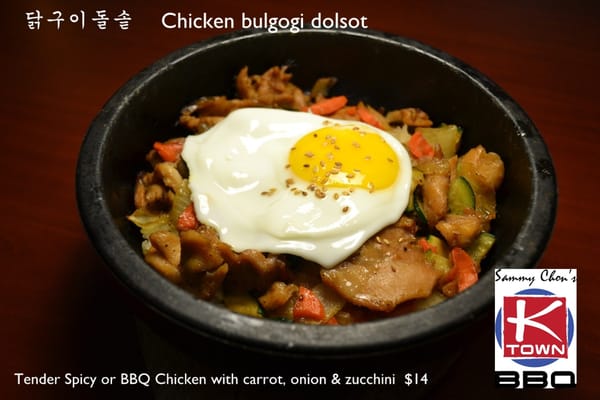 닭구이돌솥 Chicken bulgogi dolsot
Sammy Chon's
K
TOWN
BBQ
Tender Spicy or BBQ Chicken with carrot, onion & zucchini $14